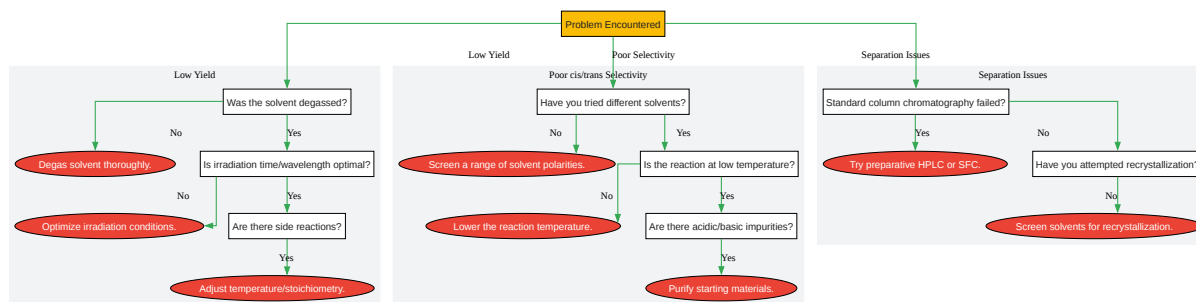 Problem Encountered
Low Yield
Poor Selectivity
Separation Issues
Low Yield
Was the solvent degassed?
No
Yes
Degas solvent thoroughly.
Is irradiation time/wavelength optimal?
No
Yes
Optimize irradiation conditions.
Are there side reactions?
Yes
Adjust temperature/stoichiometry.
Poor cis/trans Selectivity
Have you tried different solvents?
No
Yes
Screen a range of solvent polarities.
Is the reaction at low temperature?
No
Yes
Lower the reaction temperature.
Are there acidic/basic impurities?
Yes
Purify starting materials.
Separation Issues
Standard column chromatography failed?
Yes
No
Try preparative HPLC or SFC.
Have you attempted recrystallization?
No
Screen solvents for recrystallization.